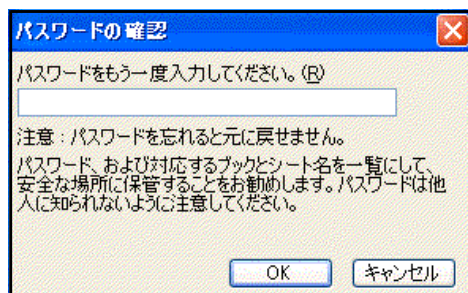 パスワードの確認
パスワードをもう一度入力してください。(R)
注意：パスワードを忘れると元に戻せません。
パスワード、および対応するブックとシート名を一覧にして、
安全な場所に保管することをお勧めします。パスワードは他
人に知られないように注意してください。
OK
キャンセル